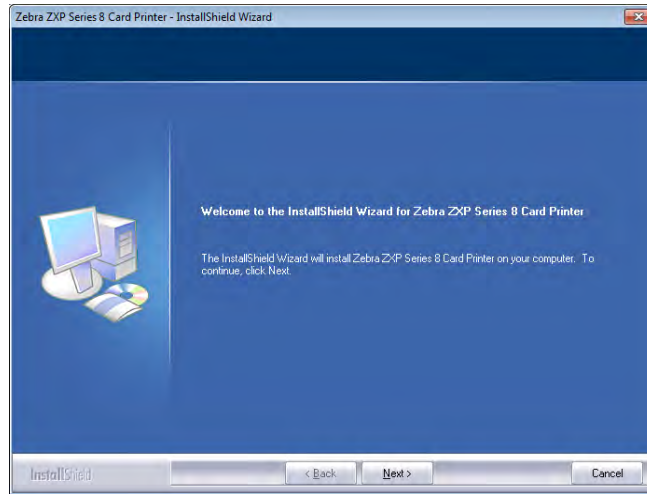 Zebra ZXP Series 8 Card Printer - InstallShield Wizard
Welcome to the InstallShield Wizard for Zebra ZXP Series 8 Card Printer
The InstallShield Wizard will install Zebra ZXP Series 8 Card Printer on your computer. To
continue, click Next.
InstallShield
< Back
Next >
Cancel